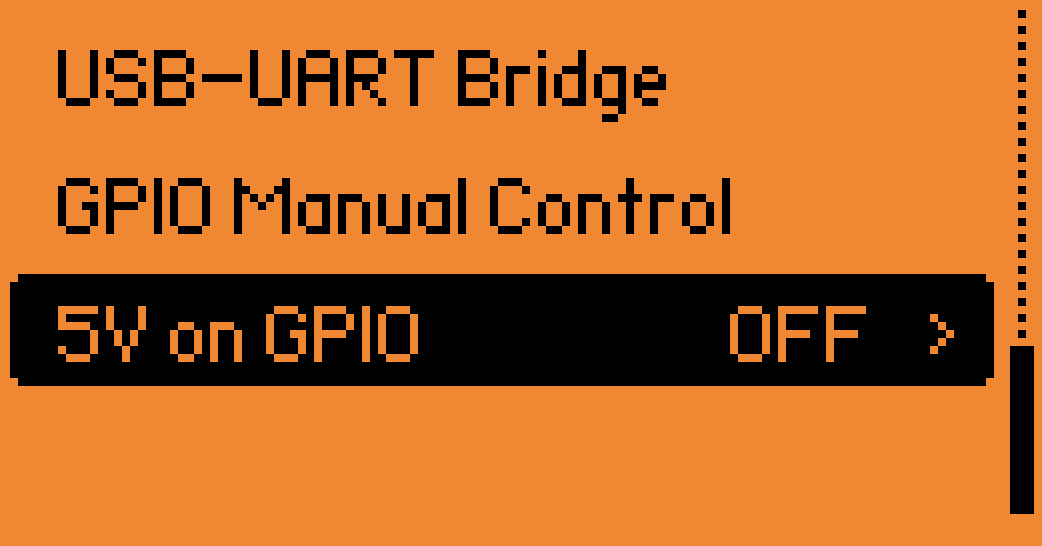 USB-UART Bridge
GPIO Manual Control
5V on GPIO OFF >